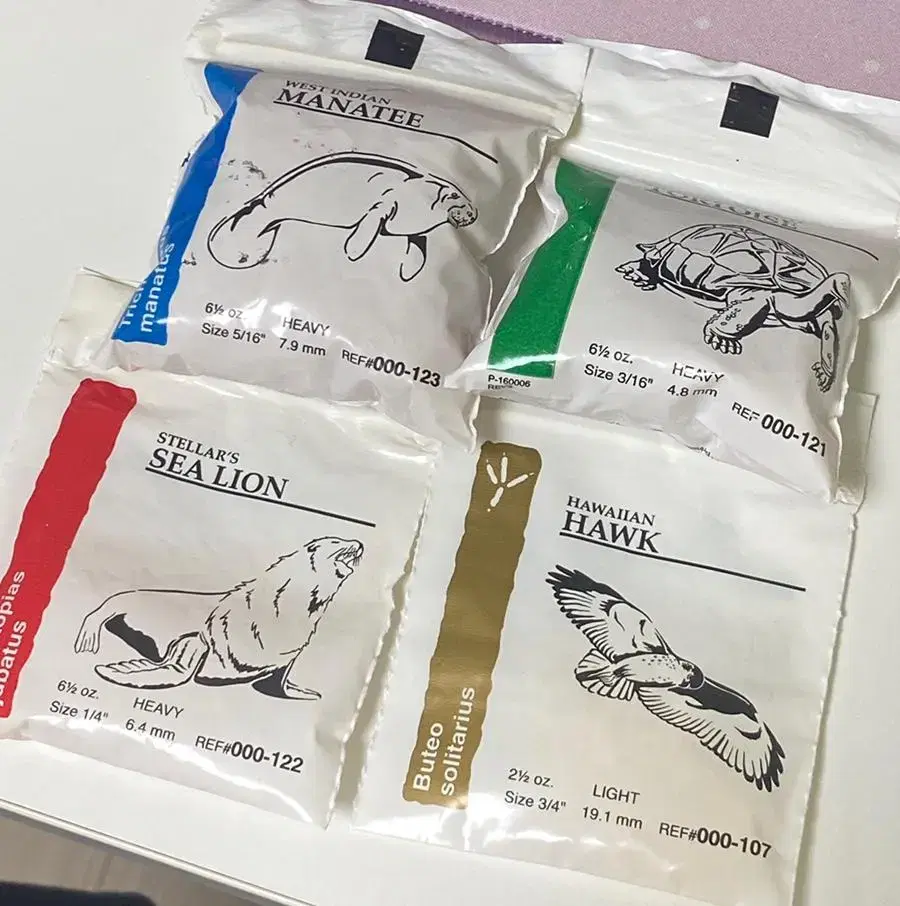 WEST INDIAN
MANATEE
manatus
6½ oz.
HEAVY
Size 5/16" 7.9 mm
REF#000-123
TORTOISE
6½ oz.
HEAVY
Size 3/16" 4.8 mm
P-160006
REF#000-121
STELLAR'S
SEA LION
jubatus
6½ oz.
HEAVY
Size 1/4" 6.4 mm
REF#000-122
HAWAIIAN
HAWK
Buteo
solitarius
2½ oz.
LIGHT
Size 3/4" 19.1 mm
REF#000-107